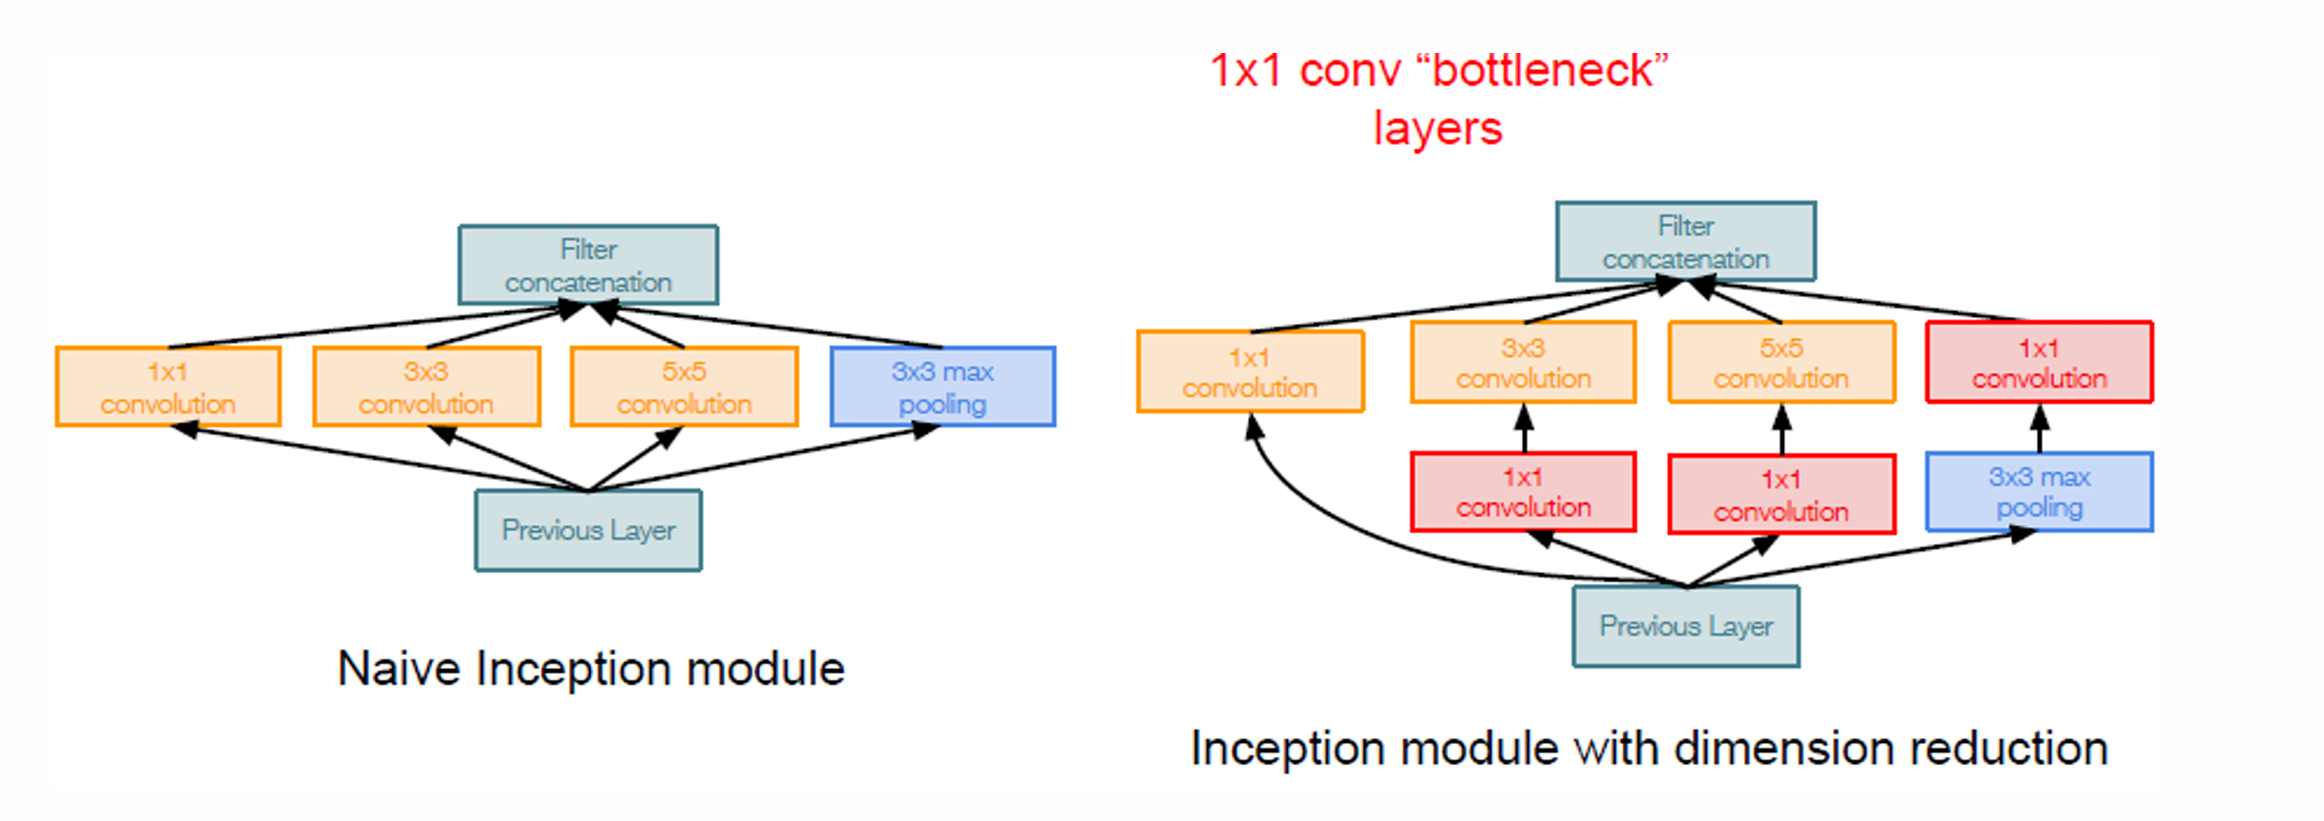 1x1 conv “bottleneck”
layers
Filter
concatenation
1x1
convolution
3x3
convolution
5x5
convolution
3x3 max
pooling
Previous Layer
Naive Inception module
Filter
concatenation
1x1
convolution
3x3
convolution
5x5
convolution
1x1
convolution
1x1
convolution
1x1
convolution
3x3 max
pooling
Previous Layer
Inception module with dimension reduction